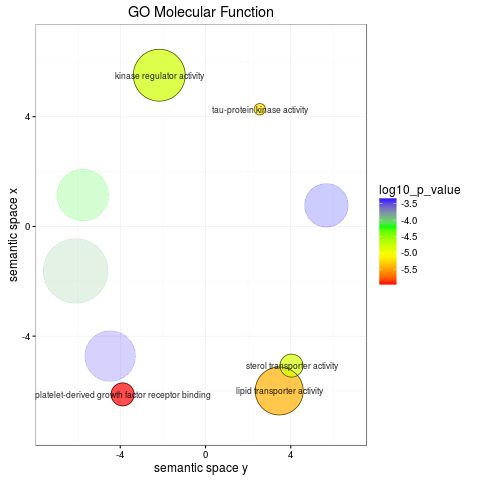 GO Molecular Function
kinase regulator activity
tau-protein kinase activity
sterol transporter activity
lipid transporter activity
platelet-derived growth factor receptor binding
semantic space x
4
0
-4
-4
0
4
semantic space y
log10_p_value
-3.5
-4.0
-4.5
-5.0
-5.5